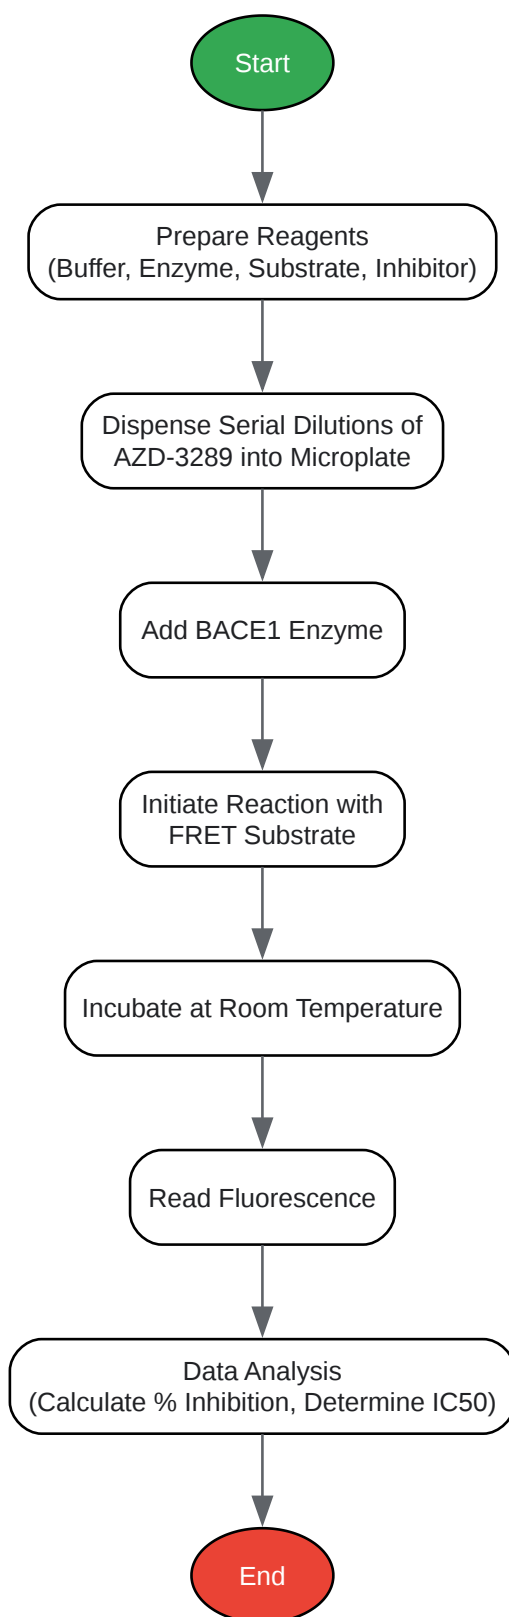 Start
Prepare Reagents
(Buffer, Enzyme, Substrate, Inhibitor)
Dispense Serial Dilutions of
AZD-3289 into Microplate
Add BACE1 Enzyme
Initiate Reaction with
FRET Substrate
Incubate at Room Temperature
Read Fluorescence
Data Analysis
(Calculate % Inhibition, Determine IC50)
End